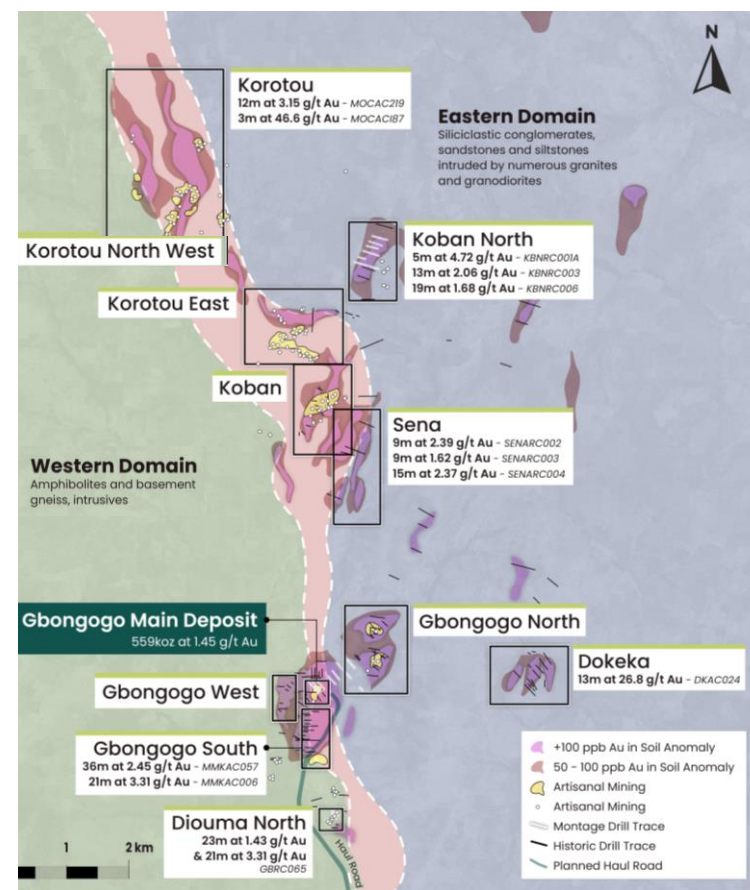 N
Korotou
12m at 3.15 g/t Au - MOCAC219
3m at 46.6 g/t Au - MOCACI87
Eastern Domain
Siliciclastic conglomerates,
sandstones and siltstones
intruded by numerous granites
and granodiorites
Korotou North West
Koban North
5m at 4.72 g/t Au - KBNRC001A
13m at 2.06 g/t Au - KBNRC003
19m at 1.68 g/t Au - KBNRC006
Korotou East
Koban
Sena
9m at 2.39 g/t Au - SENARC002
9m at 1.62 g/t Au - SENARC003
15m at 2.37 g/t Au - SENARC004
Western Domain
Amphibolites and basement
gneiss, intrusives
Gbongogo Main Deposit
559koz at 1.45 g/t Au
Gbongogo North
Dokeka
13m at 26.8 g/t Au - DKAC024
Gbongogo West
Gbongogo South
36m at 2.45 g/t Au - MMKAC057
21m at 3.31 g/t Au - MMKAC006
Diouma North
23m at 1.43 g/t Au
& 21m at 3.31 g/t Au
GBRC065
Haul Road
+100 ppb Au in Soil Anomaly
50 - 100 ppb Au in Soil Anomaly
Artisanal Mining
Artisanal Mining
Montage Drill Trace
Historic Drill Trace
Planned Haul Road
1 2 km